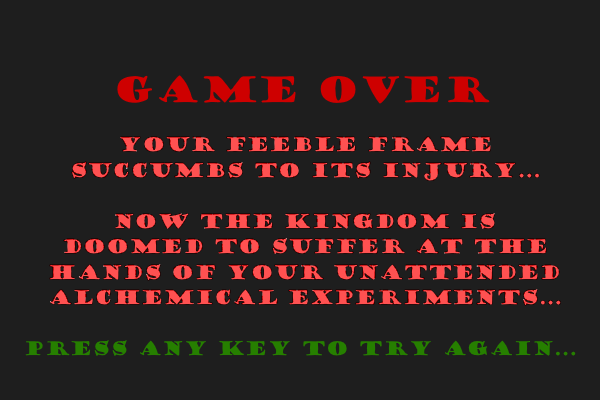 GAME OVER
YOUR FEEBLE FRAME
SUCCUMBS TO ITS INJURY...
NOW THE KINGDOM IS
DOOMED TO SUFFER AT THE
HANDS OF YOUR UNATTENDED
ALCHEMICAL EXPERIMENTS...
PRESS ANY KEY TO TRY AGAIN...